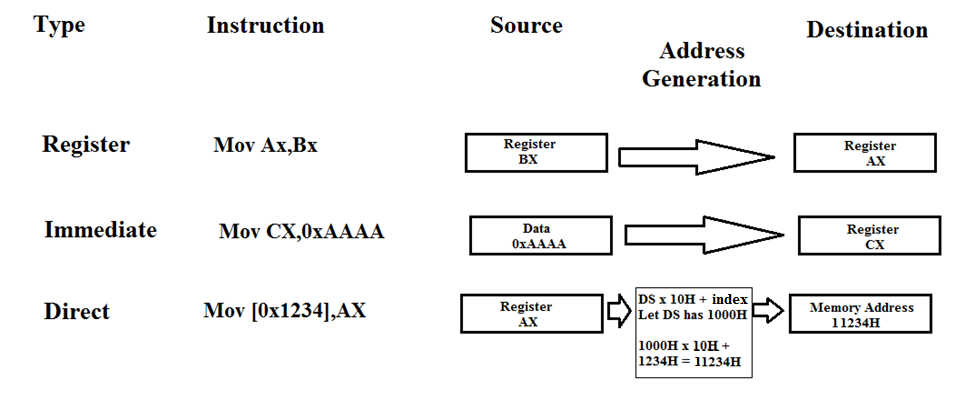 Type Instruction Source Destination
Address
Generation
Register Mov Ax,Bx
Register
BX
Register
AX
Immediate Mov CX,0xAAAA
Data
0xAAAA
Register
CX
Direct Mov [0x1234],AX
Register
AX
DS x 10H + index
Let DS has 1000H
1000H x 10H +
1234H = 11234H
Memory Address
11234H